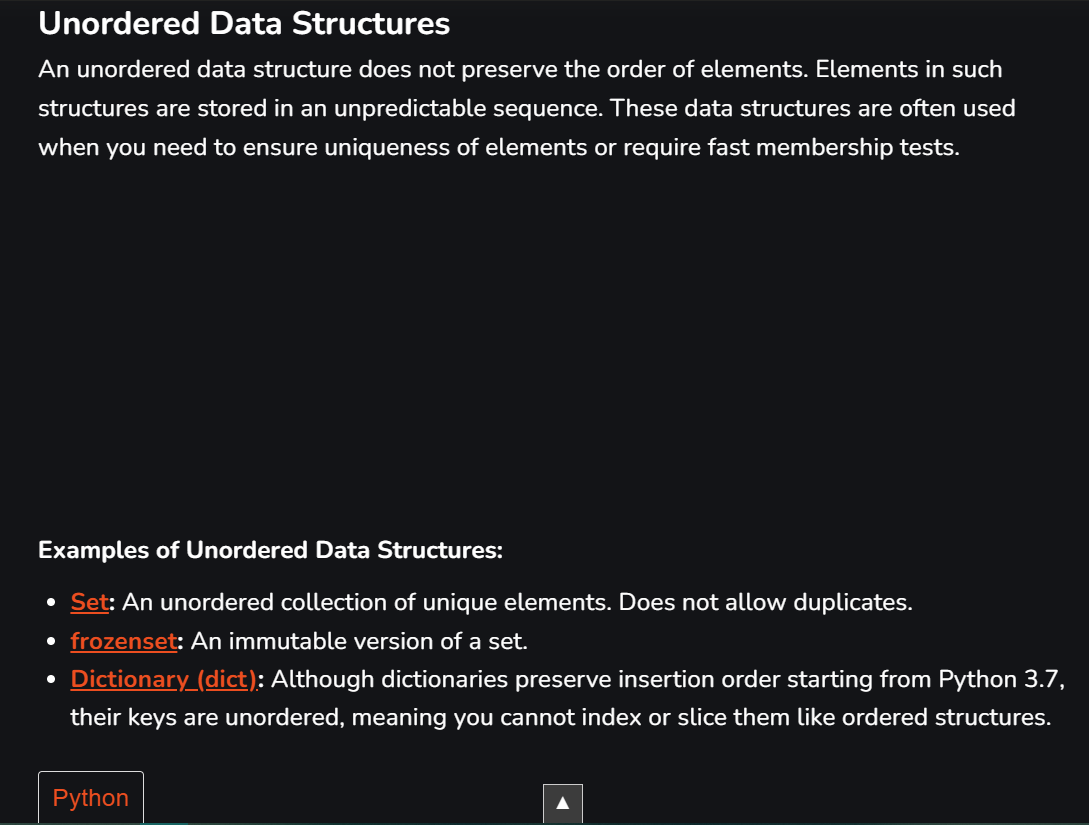 Unordered Data Structures
An unordered data structure does not preserve the order of elements. Elements in such
structures are stored in an unpredictable sequence. These data structures are often used
when you need to ensure uniqueness of elements or require fast membership tests.
Examples of Unordered Data Structures:
• Set: An unordered collection of unique elements. Does not allow duplicates.
• frozenset: An immutable version of a set.
• Dictionary (dict): Although dictionaries preserve insertion order starting from Python 3.7,
their keys are unordered, meaning you cannot index or slice them like ordered structures.
Python